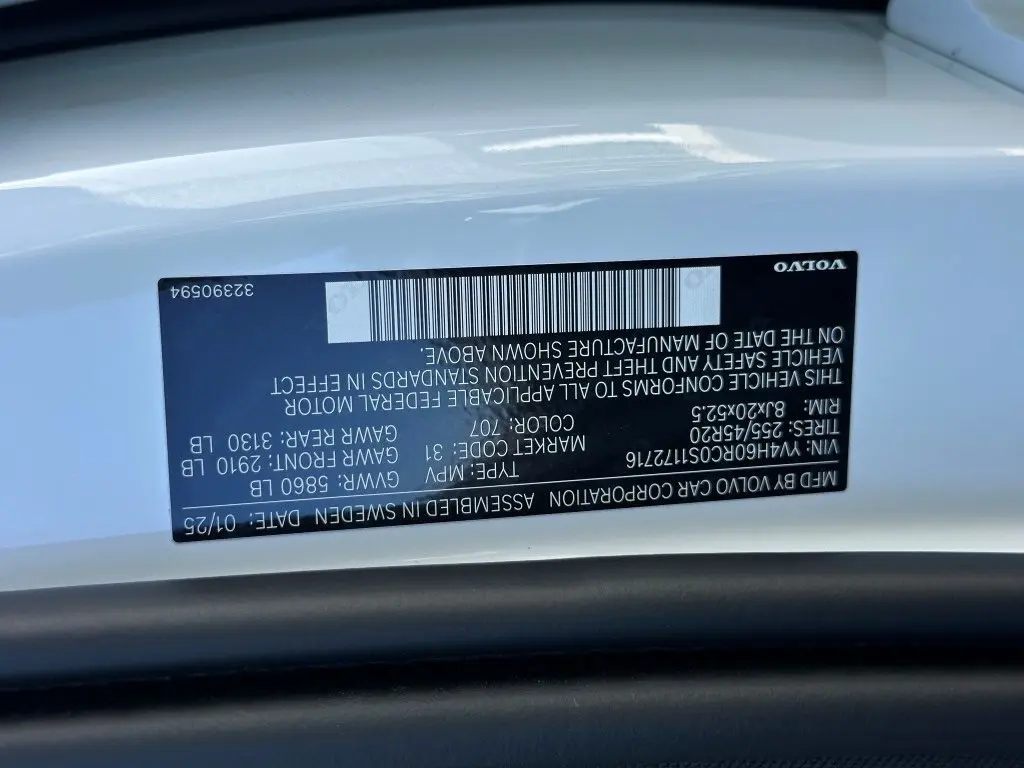 MFD BY VOLVO CAR CORPORATION ASSEMBLED IN SWEDEN DATE: 01/25
VIN: YV4H60RC0S1172716 TYPE: MPV GVWR: 5860 LB
TIRES: 255/45R20 MARKET CODE: 31 GAWR FRONT: 2910 LB
RIM: 8Jx20x52.5 COLOR: 707 GAWR REAR: 3130 LB
THIS VEHICLE CONFORMS TO ALL APPLICABLE FEDERAL MOTOR
VEHICLE SAFETY AND THEFT PREVENTION STANDARDS IN EFFECT
ON THE DATE OF MANUFACTURE SHOWN ABOVE.
VOLVO 32390594